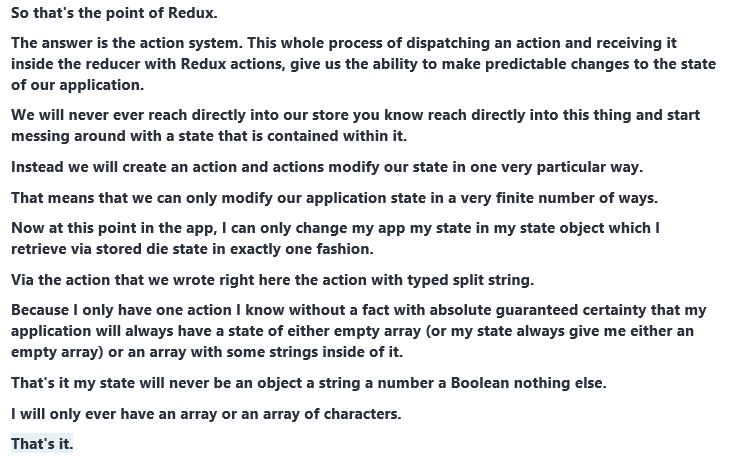 So that's the point of Redux.
The answer is the action system. This whole process of dispatching an action and receiving it
inside the reducer with Redux actions, give us the ability to make predictable changes to the state
of our application.
We will never ever reach directly into our store you know reach directly into this thing and start
messing around with a state that is contained within it.
Instead we will create an action and actions modify our state in one very particular way.
That means that we can only modify our application state in a very finite number of ways.
Now at this point in the app, I can only change my app my state in my state object which I
retrieve via stored die state in exactly one fashion.
Via the action that we wrote right here the action with typed split string.
Because I only have one action I know without a fact with absolute guaranteed certainty that my
application will always have a state of either empty array (or my state always give me either an
empty array) or an array with some strings inside of it.
That's it my state will never be an object a string a number a Boolean nothing else.
I will only ever have an array or an array of characters.
That's it.